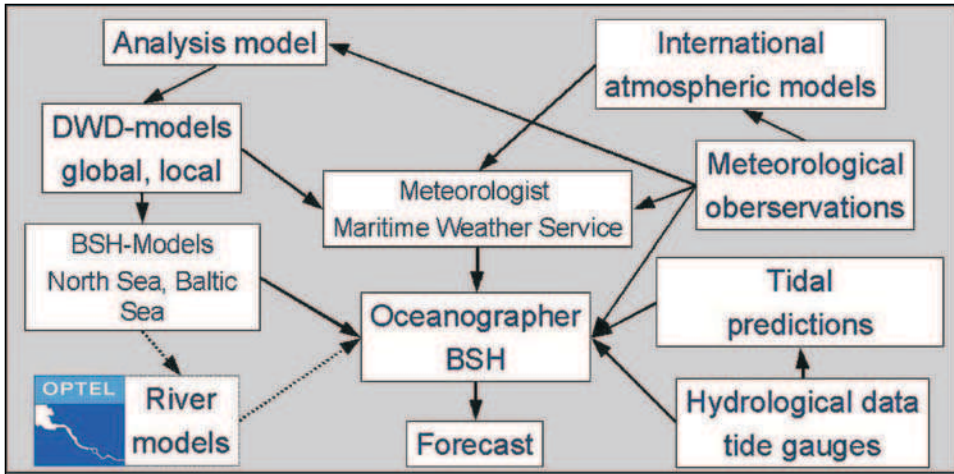 Analysis model
International
atmospheric models
DWD-models
global, local
Meteorologist
Maritime Weather Service
Meteorological
oberservations
BSH-Models
North Sea, Baltic
Sea
Oceanographer
BSH
Tidal
predictions
OPTEL
River
models
Forecast
Hydrological data
tide gauges